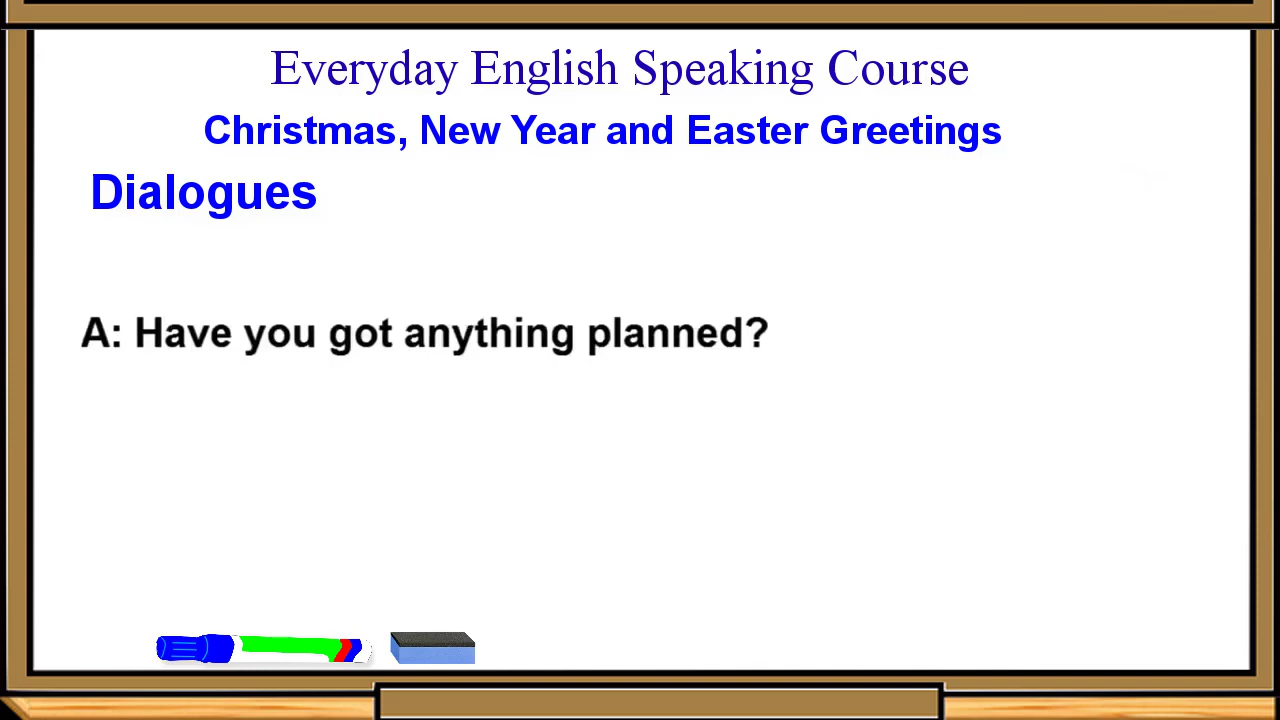 Everyday English Speaking Course
Christmas, New Year and Easter Greetings
Dialogues
A: Have you got anything planned?